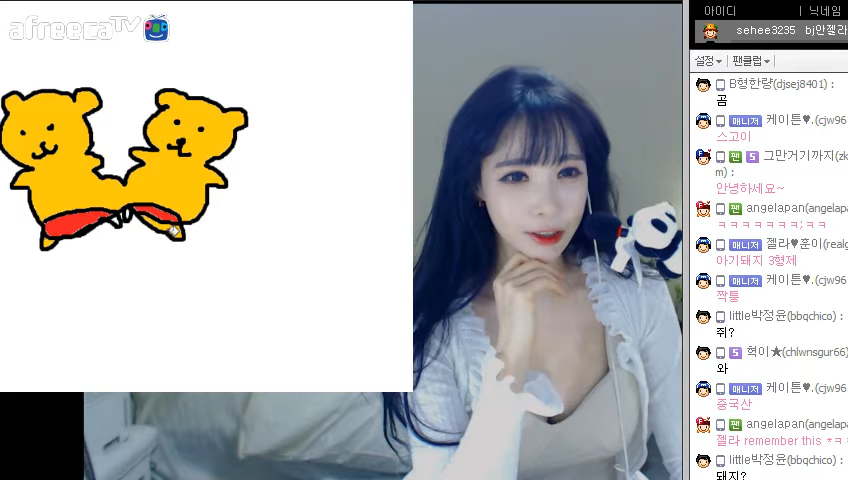 afreecaTV
아이디 | 닉네임
sehee3235 bj안젤라
설정 | 팬클럽
B형한량(djsej8401) :
곰
매니저 케이튼♥.(cjw96
스고이
팬 S 그만거기까지(zk
m) :
안녕하세요~
팬 angelapan(angelapa
ㅋㅋㅋㅋㅋㅋㅋ;ㅋㅋ
매니저 젤라♥훈이(realg
아기돼지 3형제
매니저 케이튼♥.(cjw96
짝퉁
little박정윤(bbqchico) :
쥐?
S 혁이★(chlwnsgur66)
와
매니저 케이튼♥.(cjw96
중국산
팬 angelapan(angelapa
젤라 remember this *ㅋ
little박정윤(bbqchico) :
돼지?